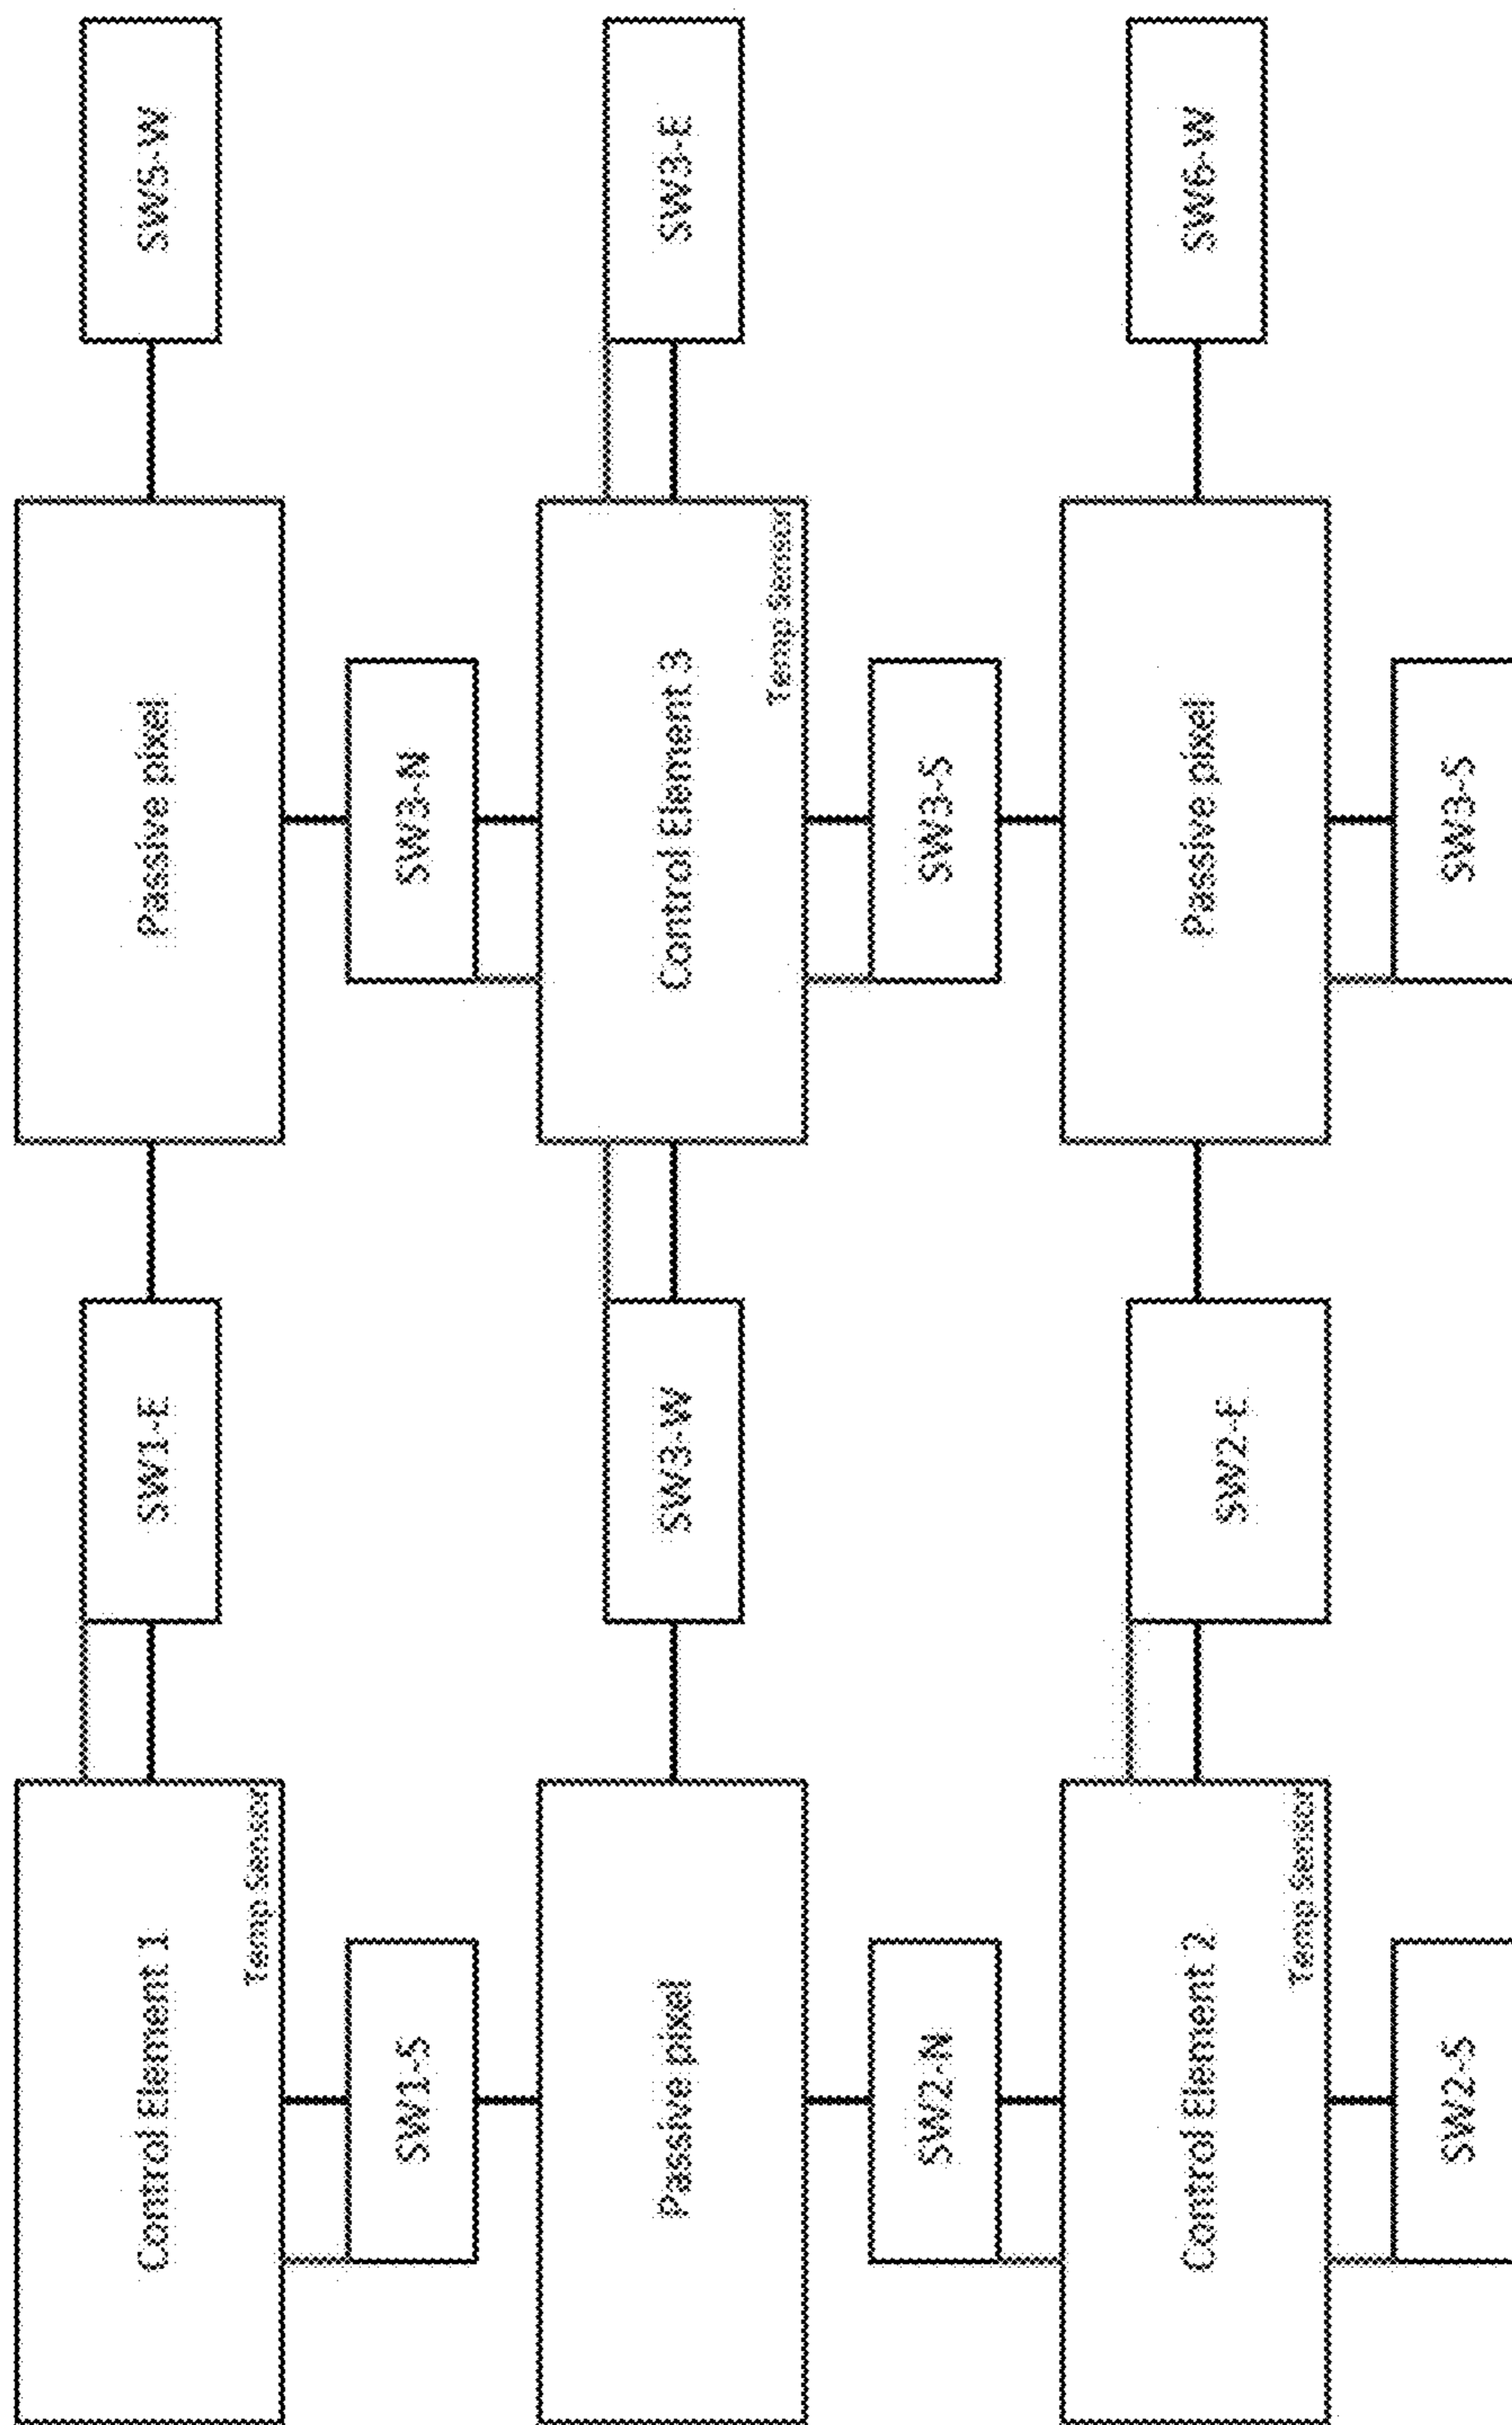 Control Element 1
Temp Sensor
SW1-E
Passive pixel
SW5-W
SW1-S
SW3-N
Passive pixel
SW3-W
Control Element 3
Temp Sensor
SW3-E
SW2-N
SW3-S
Control Element 2
Temp Sensor
SW2-E
Passive pixel
SW6-W
SW2-S
SW3-S